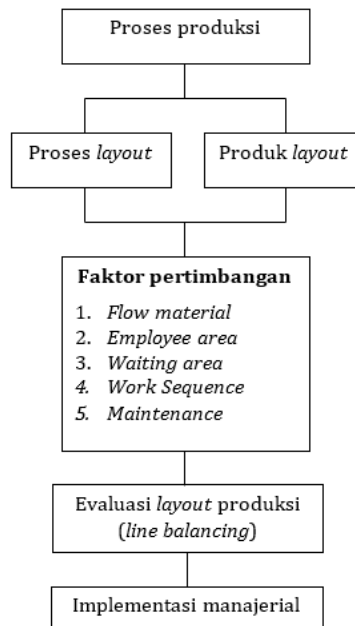 Proses produksi
Proses layout
Produk layout
Faktor pertimbangan
1. Flow material
2. Employee area
3. Waiting area
4. Work Sequence
5. Maintenance
Evaluasi layout produksi
(line balancing)
Implementasi manajerial